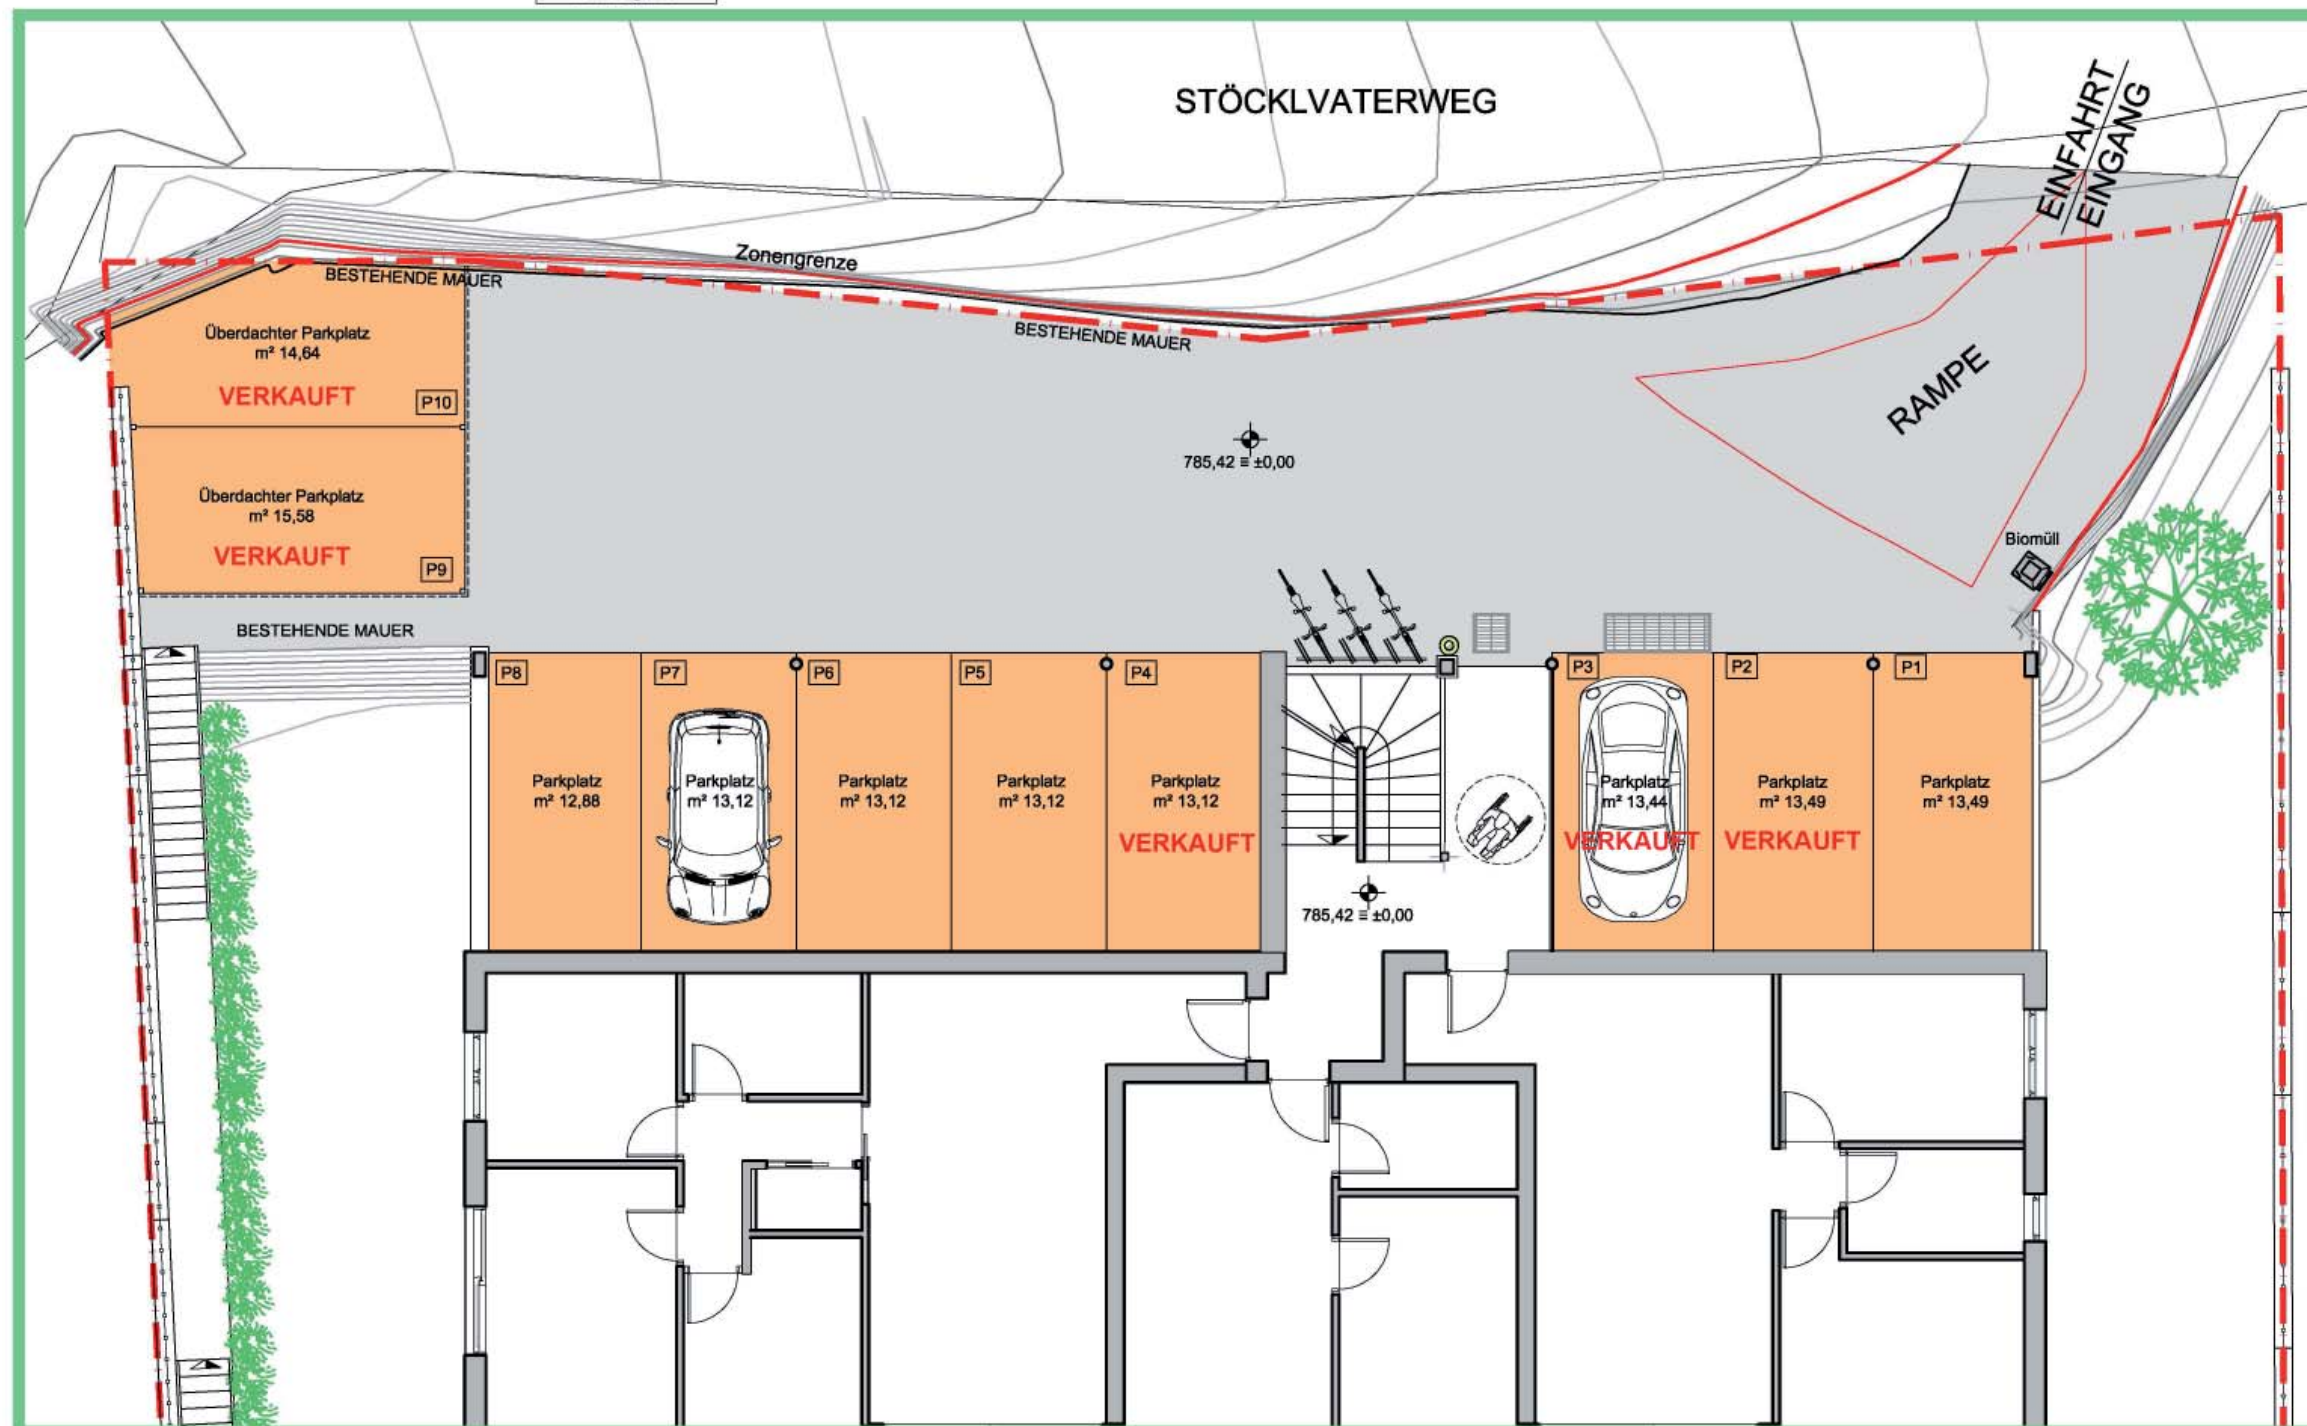 STÖCKLVATERWEG
EINFAHRT
EINGANG
Zonengrenze
BESTEHENDE MAUER
BESTEHENDE MAUER
Überdachter Parkplatz
m² 14,64
VERKAUFT
P10
RAMPE
785,42 ≡ ±0,00
Überdachter Parkplatz
m² 15,58
VERKAUFT
P9
Biomüll
BESTEHENDE MAUER
P8
P7
P6
P5
P4
P3
P2
P1
Parkplatz
m² 12,88
Parkplatz
m² 13,12
Parkplatz
m² 13,12
Parkplatz
m² 13,12
Parkplatz
m² 13,12
VERKAUFT
Parkplatz
m² 13,44
VERKAUFT
Parkplatz
m² 13,49
VERKAUFT
Parkplatz
m² 13,49
785,42 ≡ ±0,00